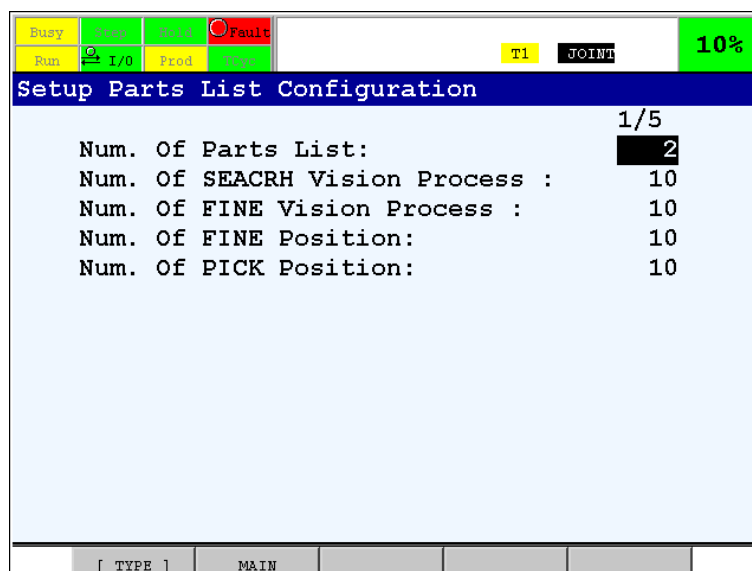 Busy Step Hold Fault
Run I/O Prod TCyc T1 JOINT 10%
Setup Parts List Configuration
1/5
Num. Of Parts List: 2
Num. Of SEACRH Vision Process : 10
Num. Of FINE Vision Process : 10
Num. Of FINE Position: 10
Num. Of PICK Position: 10
[ TYPE ] MAIN